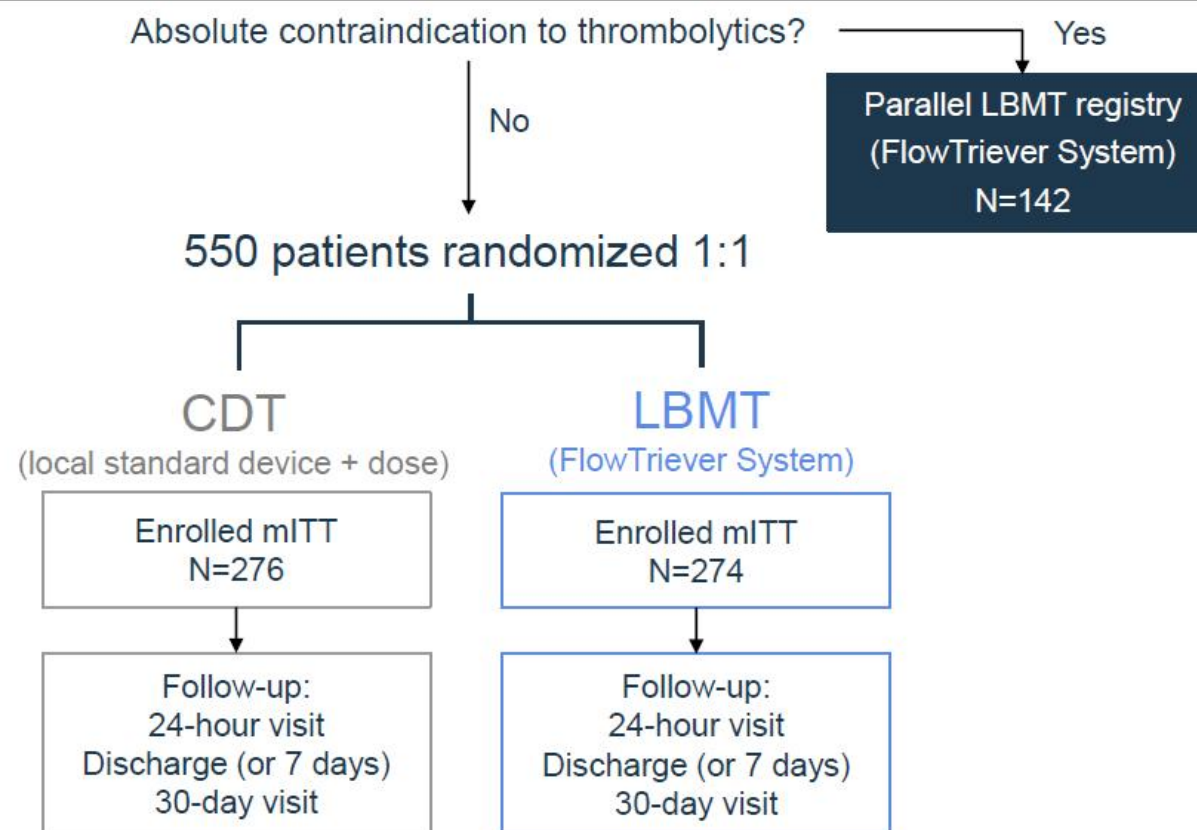 Absolute contraindication to thrombolytics?
Yes
Parallel LBMT registry
(FlowTriever System)
N=142
No
550 patients randomized 1:1
CDT
(local standard device + dose)
Enrolled mITT
N=276
Follow-up:
24-hour visit
Discharge (or 7 days)
30-day visit
LBMT
(FlowTriever System)
Enrolled mITT
N=274
Follow-up:
24-hour visit
Discharge (or 7 days)
30-day visit